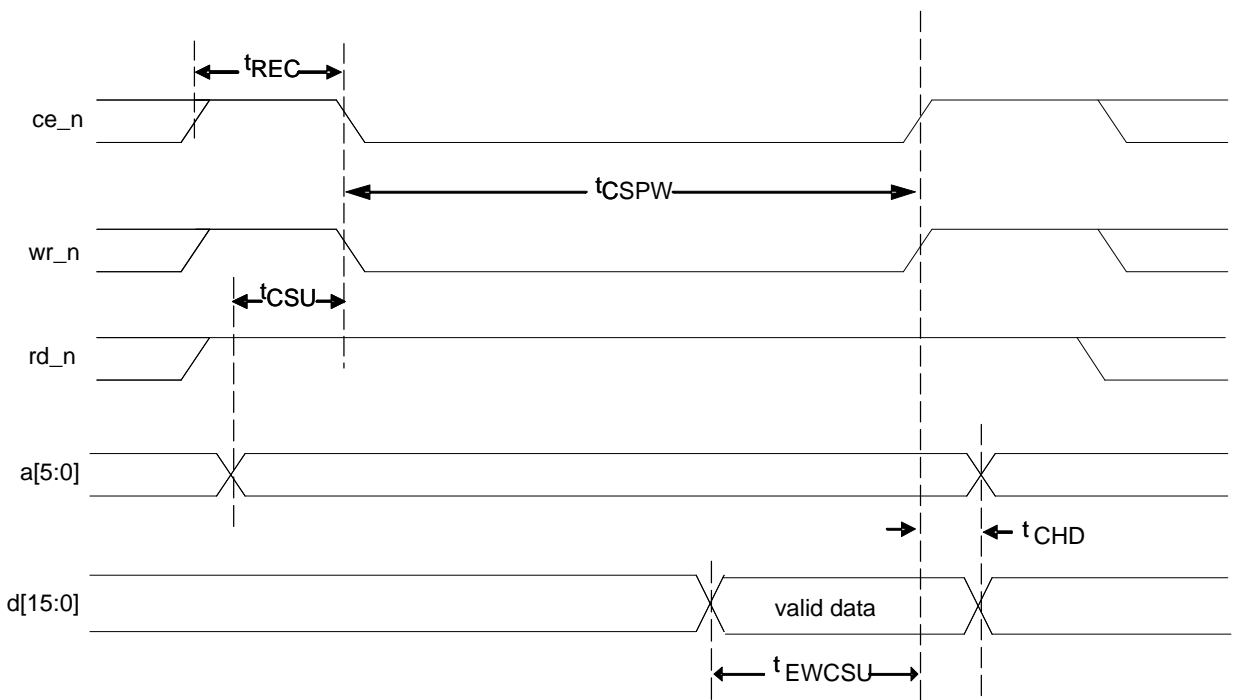 tREC
ce_n
tCSPW
wr_n
tCSU
rd_n
a[5:0]
tCHD
d[15:0]
valid data
tEWCSU